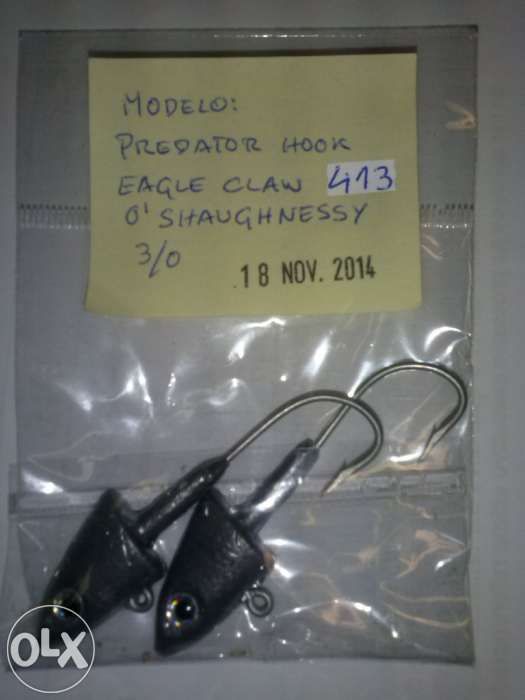 MODELO:
PREDATOR HOOK
EAGLE CLAW 413
O'SHAUGHNESSY
3/0
18 NOV. 2014
OLX